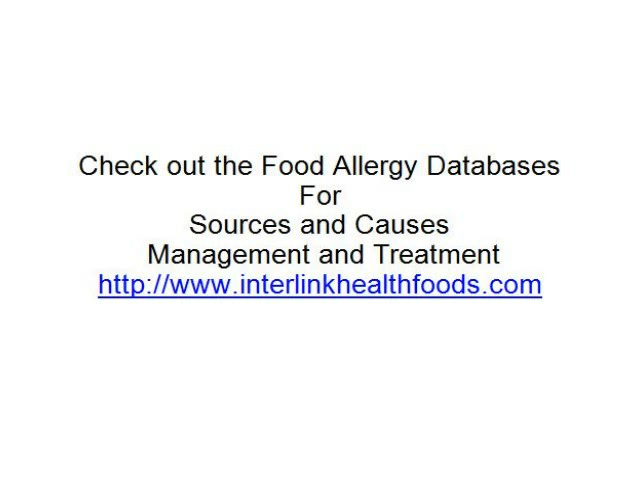 Check out the Food Allergy Databases
For
Sources and Causes
Management and Treatment
http://www.interlinkhealthfoods.com